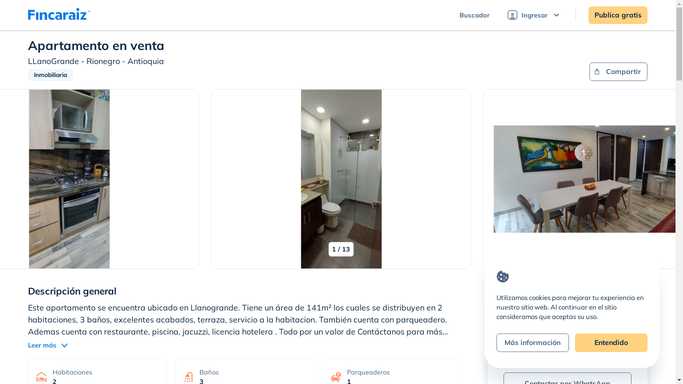 Fincaraiz
Buscador
Ingresar
Publica gratis
Apartamento en venta
LLanoGrande - Rionegro - Antioquia
Inmobiliaria
Compartir
1 / 13
Descripción general
Este apartamento se encuentra ubicado en Llanogrande. Tiene un área de 141m² los cuales se distribuyen en 2
habitaciones, 3 baños, excelentes acabados, terraza, servicio a la habitacion. También cuenta con parqueadero.
Ademas cuenta con restaurante, piscina, jacuzzi, licencia hotelera . Todo por un valor de Contáctanos para más...
Leer más
Habitaciones
2
Baños
3
Parqueaderos
1
Utilizamos cookies para mejorar tu experiencia en
nuestro sitio web. Al continuar en el sitio
consideramos que aceptas su uso.
Más información
Entendido
Contactar por WhatsApp